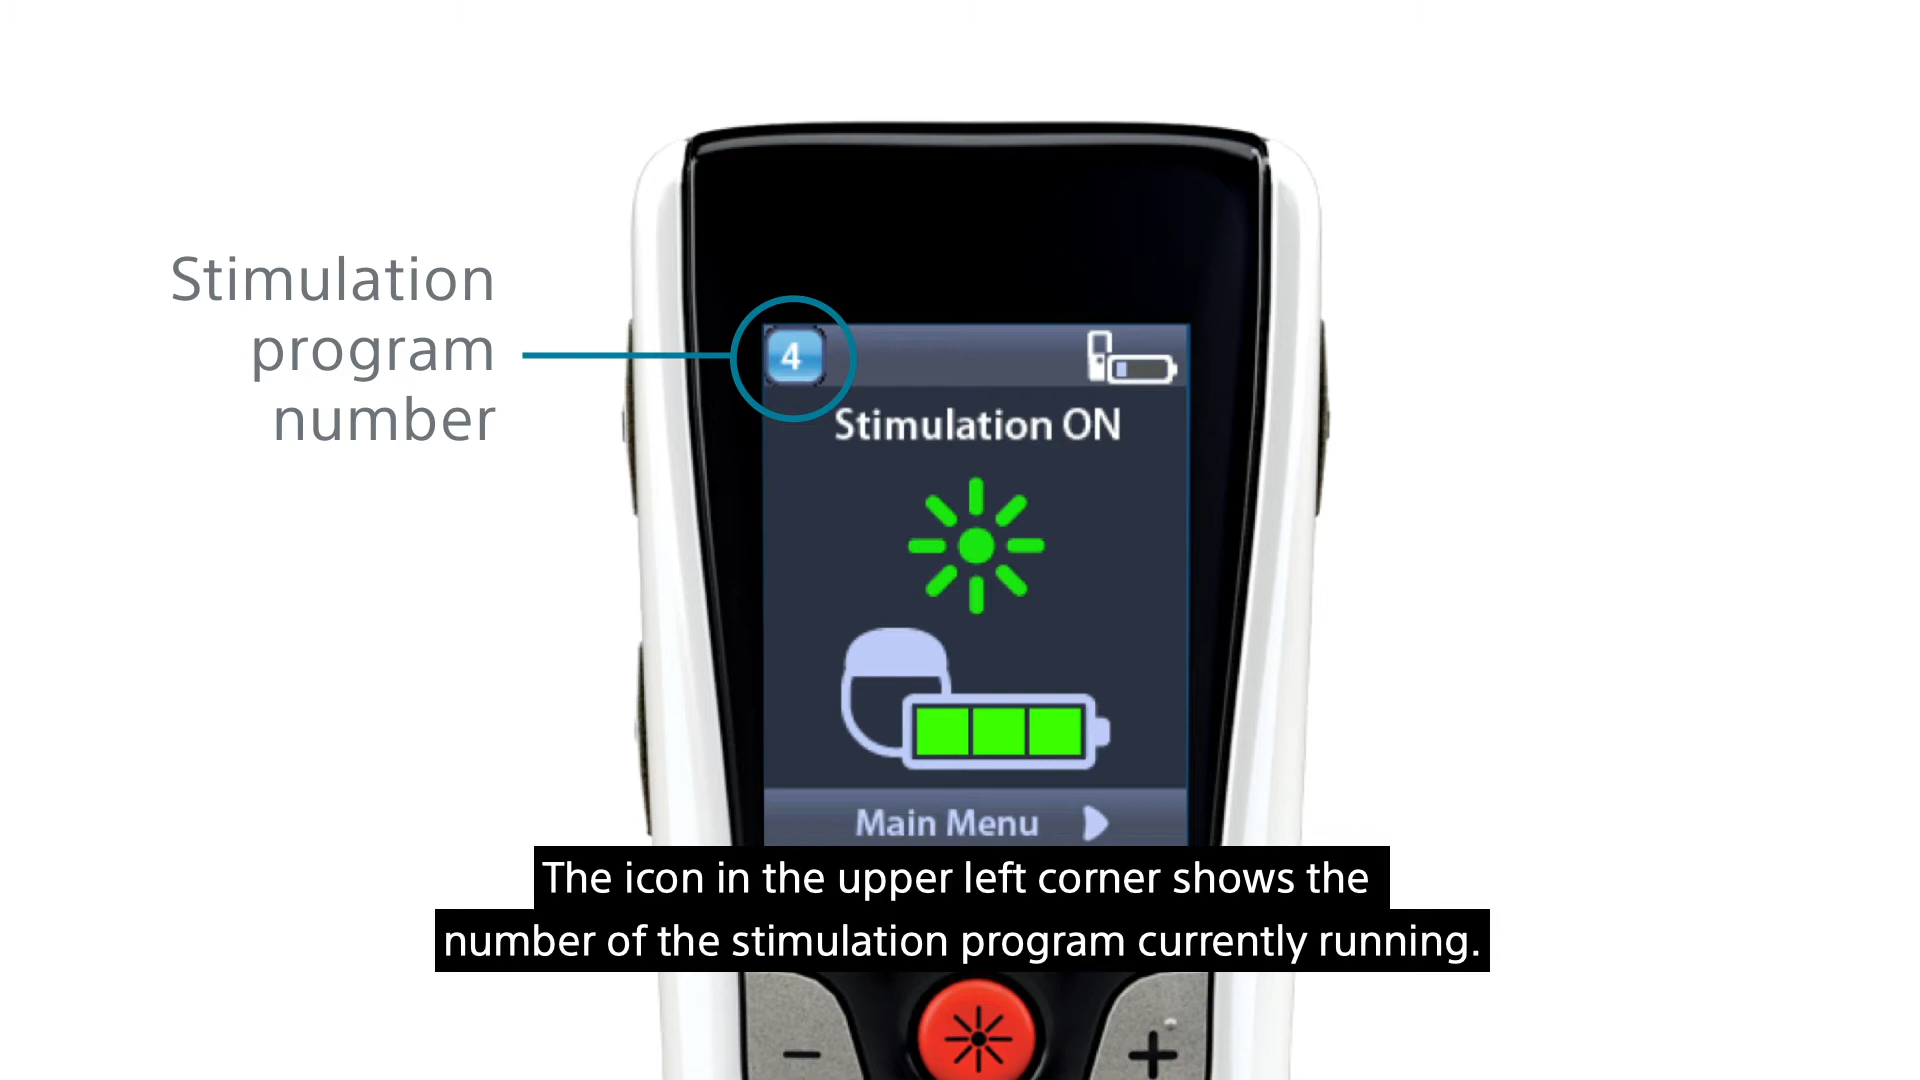 Stimulation
program
number
4
Stimulation ON
Main Menu
The icon in the upper left corner shows the
number of the stimulation program currently running.
- +